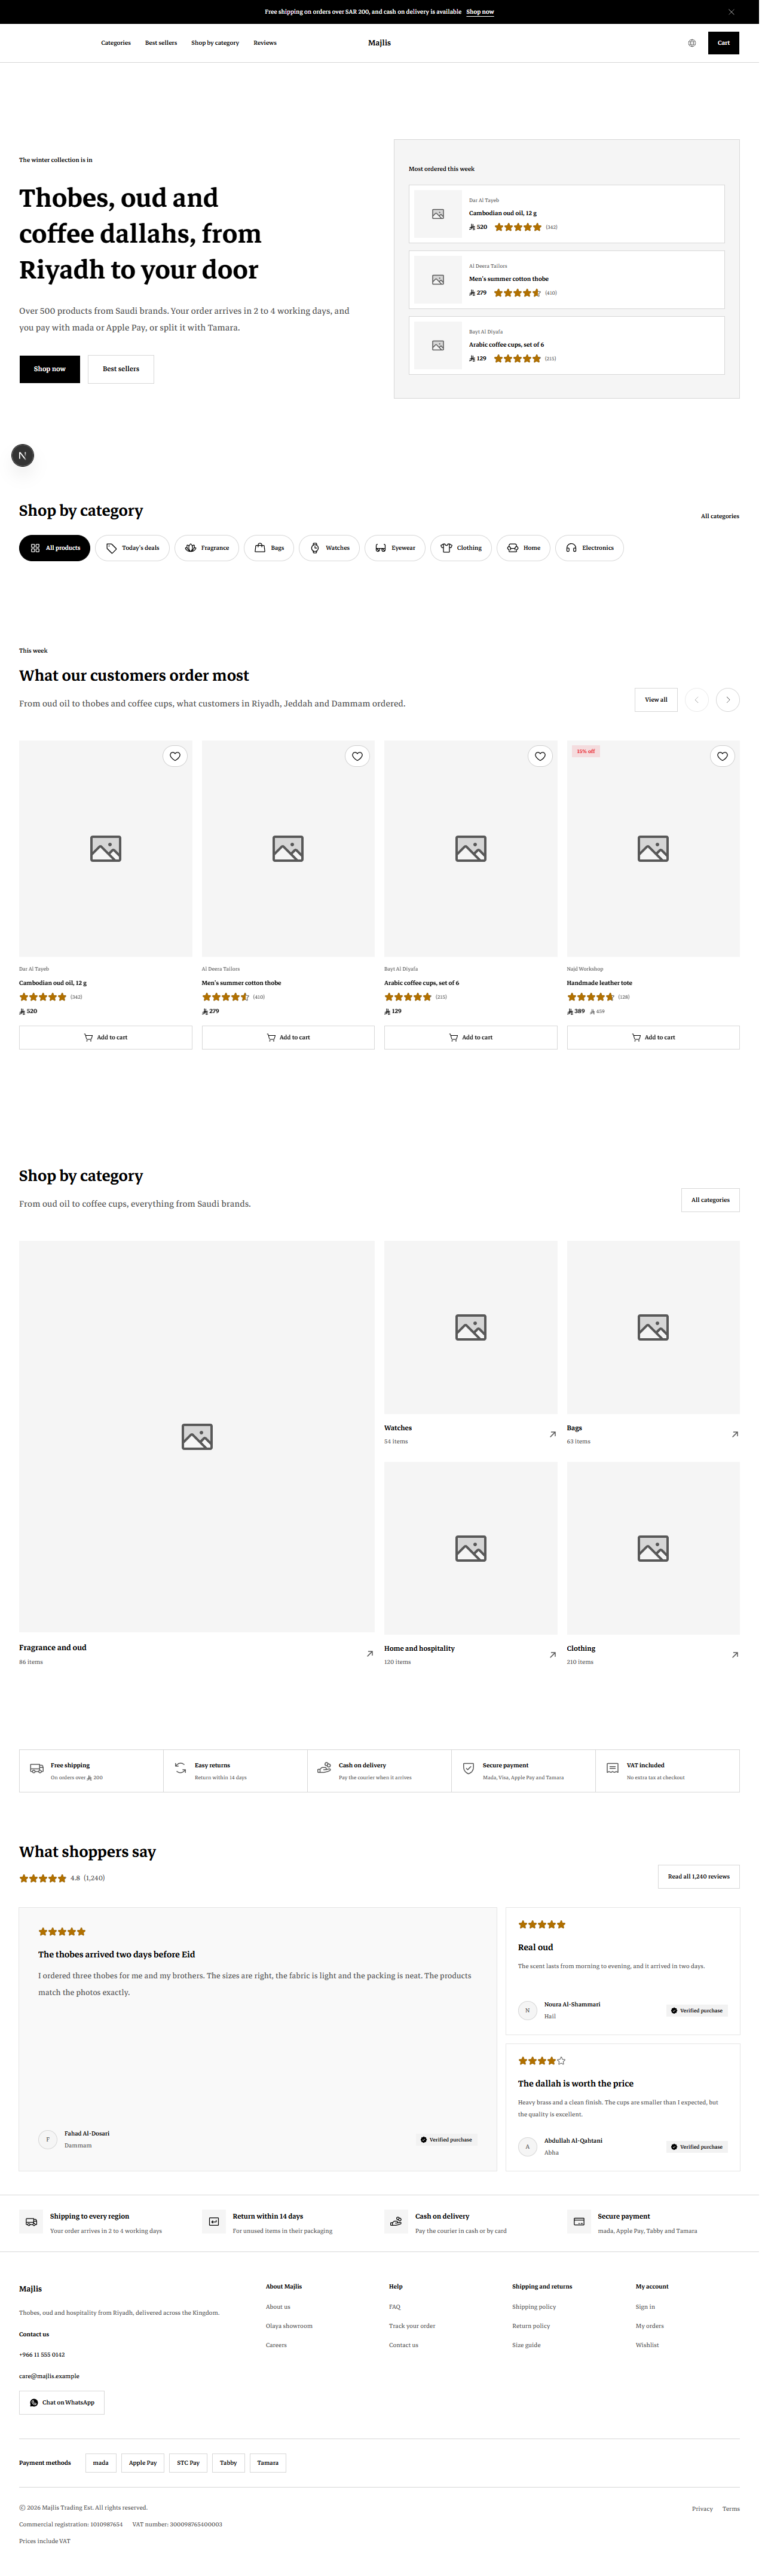 Free shipping on orders over SAR 200, and cash on delivery is available Shop now
Categories Best sellers Shop by category Reviews
Majlis
Cart
The winter collection is in
Thobes, oud and
coffee dallahs, from
Riyadh to your door
Over 500 products from Saudi brands. Your order arrives in 2 to 4 working days, and
you pay with mada or Apple Pay, or split it with Tamara.
Shop now
Best sellers
Most ordered this week
Dar Al Tayeb
Cambodian oud oil, 12 g
520 (342)
Al Deera Tailors
Men's summer cotton thobe
279 (410)
Bayt Al Diyafa
Arabic coffee cups, set of 6
129 (215)
N
Shop by category
All categories
All products
Today's deals
Fragrance
Bags
Watches
Eyewear
Clothing
Home
Electronics
This week
What our customers order most
From oud oil to thobes and coffee cups, what customers in Riyadh, Jeddah and Dammam ordered.
View all
Dar Al Tayeb
Cambodian oud oil, 12 g
(342)
520
Add to cart
Al Deera Tailors
Men's summer cotton thobe
(410)
279
Add to cart
Bayt Al Diyafa
Arabic coffee cups, set of 6
(215)
129
Add to cart
15% off
Najd Workshop
Handmade leather tote
(128)
389 459
Add to cart
Shop by category
From oud oil to coffee cups, everything from Saudi brands.
All categories
Fragrance and oud
86 items
Watches
54 items
Bags
63 items
Home and hospitality
120 items
Clothing
210 items
Free shipping
On orders over 200
Easy returns
Return within 14 days
Cash on delivery
Pay the courier when it arrives
Secure payment
Mada, Visa, Apple Pay and Tamara
VAT included
No extra tax at checkout
What shoppers say
4.8 (1,240)
Read all 1,240 reviews
The thobes arrived two days before Eid
I ordered three thobes for me and my brothers. The sizes are right, the fabric is light and the packing is neat. The products
match the photos exactly.
F
Fahad Al-Dosari
Dammam
Verified purchase
Real oud
The scent lasts from morning to evening, and it arrived in two days.
N
Noura Al-Shammari
Hail
Verified purchase
The dallah is worth the price
Heavy brass and a clean finish. The cups are smaller than I expected, but
the quality is excellent.
A
Abdullah Al-Qahtani
Abha
Verified purchase
Shipping to every region
Your order arrives in 2 to 4 working days
Return within 14 days
For unused items in their packaging
Cash on delivery
Pay the courier in cash or by card
Secure payment
mada, Apple Pay, Tabby and Tamara
Majlis
Thobes, oud and hospitality from Riyadh, delivered across the Kingdom.
Contact us
+966 11 555 0142
care@majlis.example
Chat on WhatsApp
About Majlis
About us
Olaya showroom
Careers
Help
FAQ
Track your order
Contact us
Shipping and returns
Shipping policy
Return policy
Size guide
My account
Sign in
My orders
Wishlist
Payment methods
mada
Apple Pay
STC Pay
Tabby
Tamara
© 2026 Majlis Trading Est. All rights reserved.
Privacy Terms
Commercial registration: 1010987654 VAT number: 300098765400003
Prices include VAT